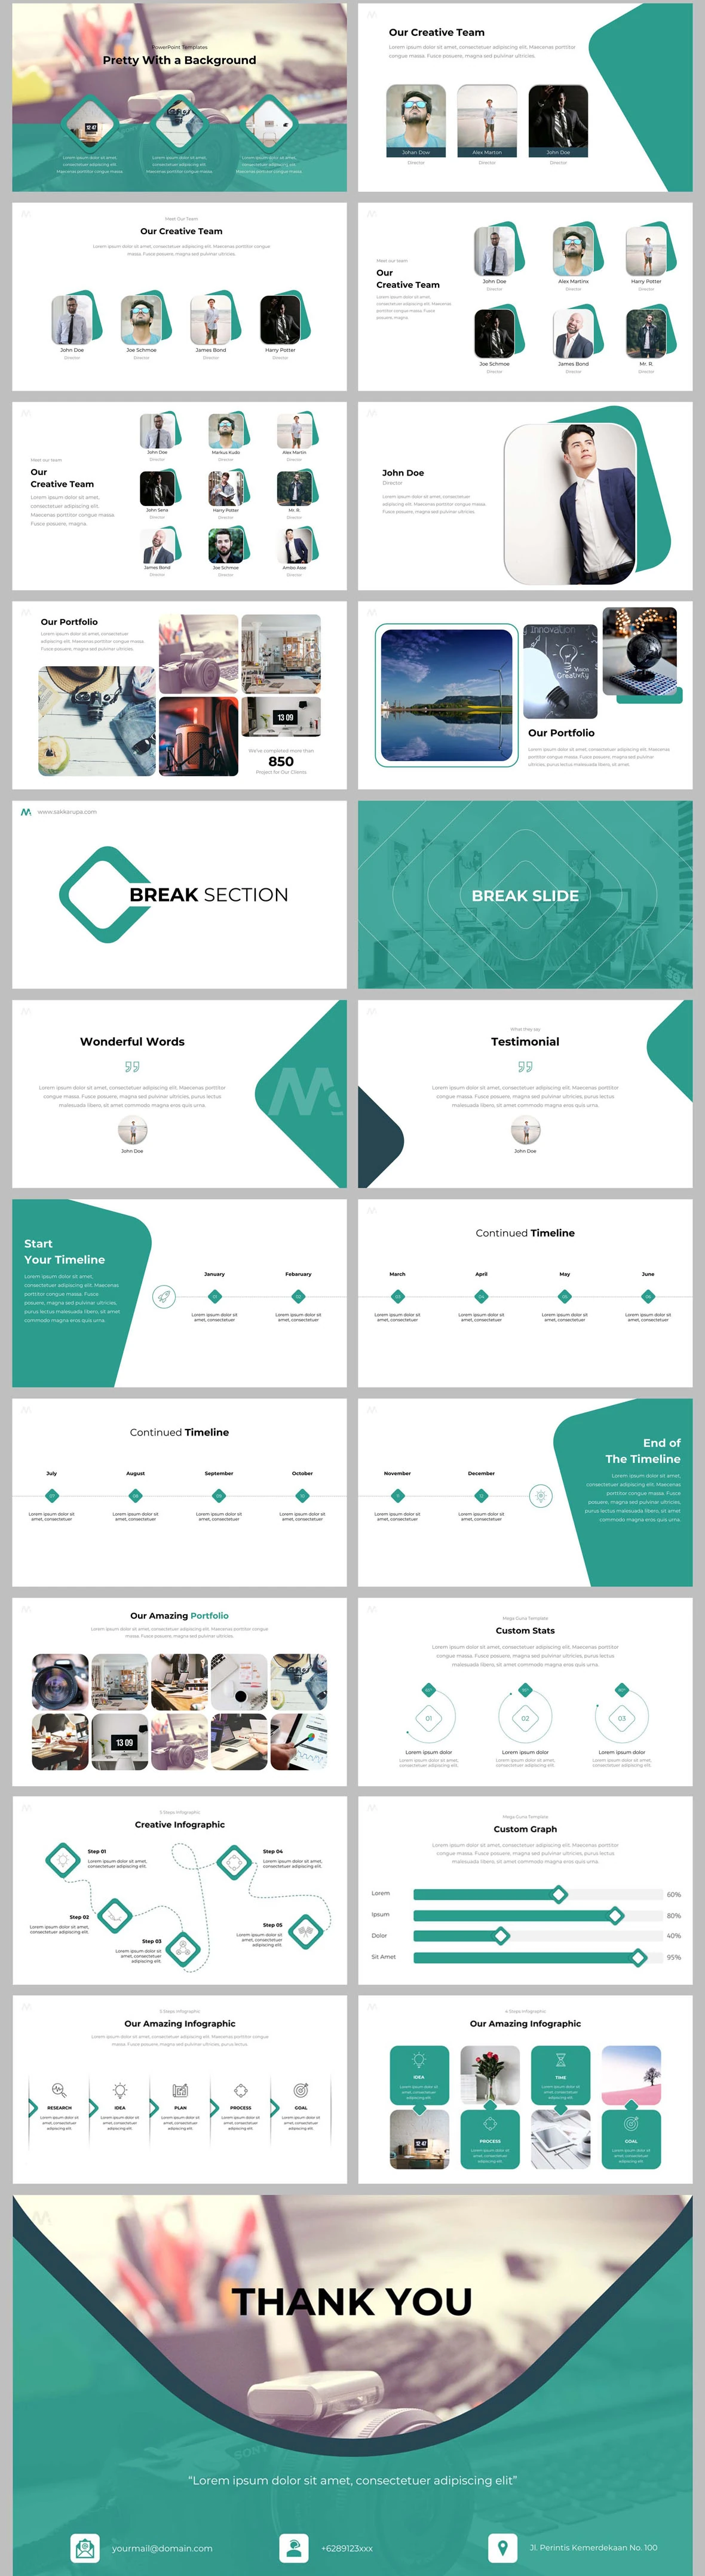 PowerPoint Templates
Pretty With a Background
Lorem ipsum dolor sit amet,
consectetuer adipiscing elit.
Maecenas porttitor congue massa.
Lorem ipsum dolor sit amet,
consectetuer adipiscing elit.
Maecenas porttitor congue massa.
Lorem ipsum dolor sit amet,
consectetuer adipiscing elit.
Maecenas porttitor congue massa.
Our Creative Team
Lorem ipsum dolor sit amet, consectetuer adipiscing elit. Maecenas porttitor
congue massa. Fusce posuere, magna sed pulvinar ultricies.
Johan Dow
Alex Marton
John Doe
Director
Director
Director
Meet Our Team
Our Creative Team
Lorem ipsum dolor sit amet, consectetuer adipiscing elit. Maecenas porttitor congue
massa. Fusce posuere, magna sed pulvinar ultricies.
John Doe
Joe Schmoe
James Bond
Harry Potter
Director
Director
Director
Director
Meet our team
Our
Creative Team
Lorem ipsum dolor sit amet,
consectetuer adipiscing elit. Maecenas
porttitor congue massa. Fusce
posuere, magna.
John Doe
Alex Martinx
Harry Potter
Director
Director
Director
Joe Schmoe
James Bond
Mr. R.
Director
Director
Director
Meet our team
Our
Creative Team
Lorem ipsum dolor sit amet,
consectetuer adipiscing elit.
Maecenas porttitor congue massa.
Fusce posuere, magna.
John Doe
Markus Kudo
Alex Martin
Director
Director
Director
John Sena
Harry Potter
Mr. R.
Director
Director
Director
James Bond
Joe Schmoe
Ambo Asse
Director
Director
Director
John Doe
Director
Lorem ipsum dolor sit amet, consectetuer
adipiscing elit. Maecenas porttitor congue massa.
Fusce posuere, magna sed pulvinar ultricies.
Our Portfolio
Lorem ipsum dolor sit amet, consectetuer
adipiscing elit. Maecenas porttitor congue massa.
Fusce posuere, magna sed pulvinar ultricies.
13 09
We've completed more than
850
Project for Our Clients
Innovation
Vision
Creativity
Our Portfolio
Lorem ipsum dolor sit amet, consectetuer adipiscing elit. Maecenas
porttitor congue massa. Fusce posuere, magna sed pulvinar
ultricies, purus lectus malesuada libero, sit amet.
www.sakkarupa.com
BREAK SECTION
BREAK SLIDE
Wonderful Words
Lorem ipsum dolor sit amet, consectetuer adipiscing elit. Maecenas porttitor
congue massa. Fusce posuere, magna sed pulvinar ultricies, purus lectus
malesuada libero, sit amet commodo magna eros quis urna.
John Doe
What they say
Testimonial
Lorem ipsum dolor sit amet, consectetuer adipiscing elit. Maecenas porttitor
congue massa. Fusce posuere, magna sed pulvinar ultricies, purus lectus
malesuada libero, sit amet commodo magna eros quis urna.
John Doe
Start
Your Timeline
Lorem ipsum dolor sit amet,
consectetuer adipiscing elit. Maecenas
porttitor congue massa. Fusce
posuere, magna sed pulvinar ultricies,
purus lectus malesuada libero, sit amet
commodo magna eros quis urna.
January
Febaruary
01
02
Lorem ipsum dolor sit
amet, consectetuer
Lorem ipsum dolor sit
amet, consectetuer
Continued Timeline
March
April
May
June
03
04
05
06
Lorem ipsum dolor sit
amet, consectetuer
Lorem ipsum dolor sit
amet, consectetuer
Lorem ipsum dolor sit
amet, consectetuer
Lorem ipsum dolor sit
amet, consectetuer
Continued Timeline
July
August
September
October
07
08
09
10
Lorem ipsum dolor sit
amet, consectetuer
Lorem ipsum dolor sit
amet, consectetuer
Lorem ipsum dolor sit
amet, consectetuer
Lorem ipsum dolor sit
amet, consectetuer
November
December
Lorem ipsum dolor sit
amet, consectetuer
Lorem ipsum dolor sit
amet, consectetuer
End of
The Timeline
Lorem ipsum dolor sit amet,
consectetuer adipiscing elit. Maecenas
porttitor congue massa. Fusce
posuere, magna sed pulvinar ultricies,
purus lectus malesuada libero, sit amet
commodo magna eros quis urna.
Our Amazing Portfolio
Lorem ipsum dolor sit amet, consectetuer adipiscing elit. Maecenas porttitor congue
massa. Fusce posuere, magna sed pulvinar ultricies.
13 09
Mega Guna Template
Custom Stats
Lorem ipsum dolor sit amet, consectetuer adipiscing elit. Maecenas porttitor
congue massa. Fusce posuere, magna sed pulvinar ultricies, purus lectus
malesuada libero, sit amet commodo magna eros quis urna.
01
02
03
Lorem ipsum dolor
Lorem ipsum dolor
Lorem ipsum dolor
Lorem ipsum dolor sit amet,
consectetuer adipiscing elit.
Lorem ipsum dolor sit amet,
consectetuer adipiscing elit.
Lorem ipsum dolor sit amet,
consectetuer adipiscing elit.
5 Steps Infographic
Creative Infographic
Step 01
Lorem ipsum dolor sit amet,
consectetuer adipiscing elit.
Step 02
Lorem ipsum dolor sit amet,
consectetuer adipiscing elit.
Step 03
Lorem ipsum dolor sit
amet, consectetuer
adipiscing elit.
Step 04
Lorem ipsum dolor sit amet,
consectetuer adipiscing elit.
Step 05
Lorem ipsum dolor sit
amet, consectetuer
adipiscing elit.
Mega Guna Template
Custom Graph
Lorem ipsum dolor sit amet, consectetuer adipiscing elit. Maecenas porttitor
congue massa. Fusce posuere, magna sed pulvinar ultricies, purus lectus
malesuada libero, sit amet commodo magna eros quis urna.
Lorem
60%
Ipsum
80%
Dolor
40%
Sit Amet
95%
5 Steps Infographic
Our Amazing Infographic
Lorem ipsum dolor sit amet, consectetuer adipiscing elit. Maecenas porttitor congue
massa. Fusce posuere, magna sed pulvinar ultricies, purus lectus.
RESEARCH
IDEA
PLAN
PROCESS
GOAL
Lorem ipsum dolor sit
amet, consectetuer
adipiscing elit.
Lorem ipsum dolor sit
amet, consectetuer
adipiscing elit.
Lorem ipsum dolor sit
amet, consectetuer
adipiscing elit.
Lorem ipsum dolor sit
amet, consectetuer
adipiscing elit.
Lorem ipsum dolor sit
amet, consectetuer
adipiscing elit.
4 Steps Infographic
Our Amazing Infographic
IDEA
Lorem ipsum dolor sit
amet, consectetuer
adipiscing elit.
TIME
Lorem ipsum dolor sit
amet, consectetuer
adipiscing elit.
PROCESS
Lorem ipsum dolor sit
amet, consectetuer
adipiscing elit.
GOAL
Lorem ipsum dolor sit
amet, consectetuer
adipiscing elit.
THANK YOU
SONY
“Lorem ipsum dolor sit amet, consectetuer adipiscing elit”
yourmail@domain.com
+6289123xxx
Jl. Perintis Kemerdekaan No. 100